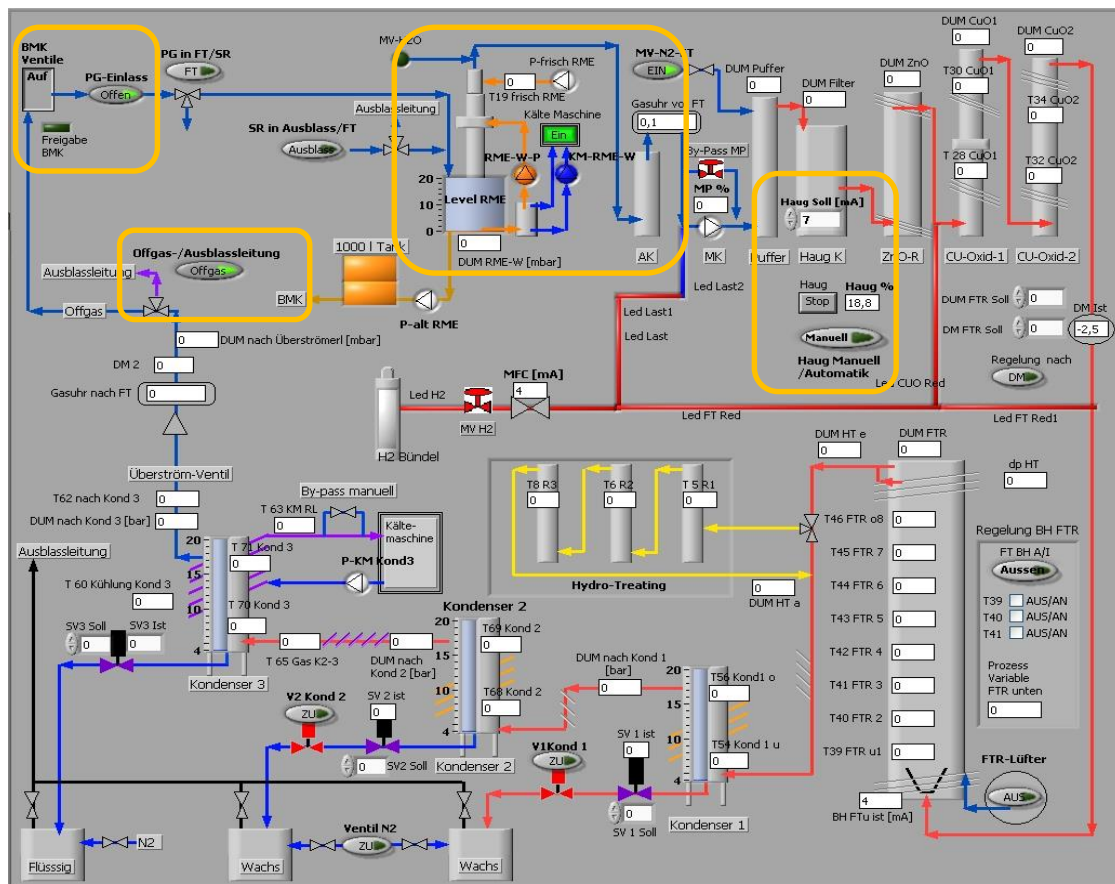 BMK
Ventile
Auf
PG-Einlass
Offen
Freigabe
BMK
PG in FT/SR
FT
SR in Ausblass/FT
Ausblass
Ausblassleitung
MV-H2O
P-frisch RME
0
T19 frisch RME
Kälte Maschine
Ein
RME-W-P
KM-RME-W
20
10
0
Level RME
0
DUM RME-W [mbar]
MV-N2-FT
EIN
Gasuhr vor FT
0,1
By-Pass MP
MP %
0
AK
MK
DUM Puffer
0
Puffer
DUM Filter
0
Haug Soll [mA]
7
Haug K
Haug
Stop
Haug %
18,8
Manuell
Haug Manuell
/Automatik
DUM ZnO
0
ZnO-R
DUM CuO1
0
T30 CuO1
0
T 28 CuO1
0
CU-Oxid-1
DUM CuO2
0
T34 CuO2
0
T32 CuO2
0
CU-Oxid-2
DUM FTR Soll
0
DM FTR Soll
0
DM Ist
-2,5
Regelung nach
DM
Offgas-/Ausblassleitung
Offgas
Ausblassleitung
Offgas
1000 l Tank
BMK
P-alt RME
0
DUM nach Überströmerl [mbar]
DM 2
0
Gasuhr nach FT
0
Überström-Ventil
Led Last2
Led Last1
Led Last
Led H2
MV H2
MFC [mA]
4
H2 Bündel
Led FT Red
Led CUO Red
Led FT Red1
T62 nach Kond 3
0
DUM nach Kond 3 [bar]
0
Ausblassleitung
T 63 KM RL
0
By-pass manuell
Kälte-
maschine
P-KM Kond3
20
15
10
4
T 71 Kond 3
0
T 70 Kond 3
0
T 60 Kühlung Kond 3
0
SV3 Soll
0
SV3 Ist
0
Kondenser 3
0
T 65 Gas K2-3
0
DUM nach
Kond 2 [bar]
Kondenser 2
20
15
10
4
T69 Kond 2
0
T68 Kond 2
0
Kondenser 2
V2 Kond 2
ZU
SV 2 ist
0
0
SV2 Soll
T8 R3
0
T6 R2
0
T 5 R1
0
Hydro-Treating
0
DUM HT a
DUM HT e
0
DUM FTR
0
dp HT
0
DUM nach Kond 1
[bar]
0
20
15
10
4
T56 Kond1 o
0
T59 Kond 1 u
0
Kondenser 1
V1Kond 1
ZU
SV 1 ist
0
0
SV 1 Soll
T46 FTR o8
0
T45 FTR 7
0
T44 FTR 6
0
T43 FTR 5
0
T42 FTR 4
0
T41 FTR 3
0
T40 FTR 2
0
T39 FTR u1
0
4
BH FTu ist [mA]
Regelung BH FTR
FT BH A/I
Aussen
T39 AUS/AN
T40 AUS/AN
T41 AUS/AN
Prozess
Variable
FTR unten
0
FTR-Lüfter
AUS
Flüsssig
N2
Wachs
Ventil N2
ZU
Wachs